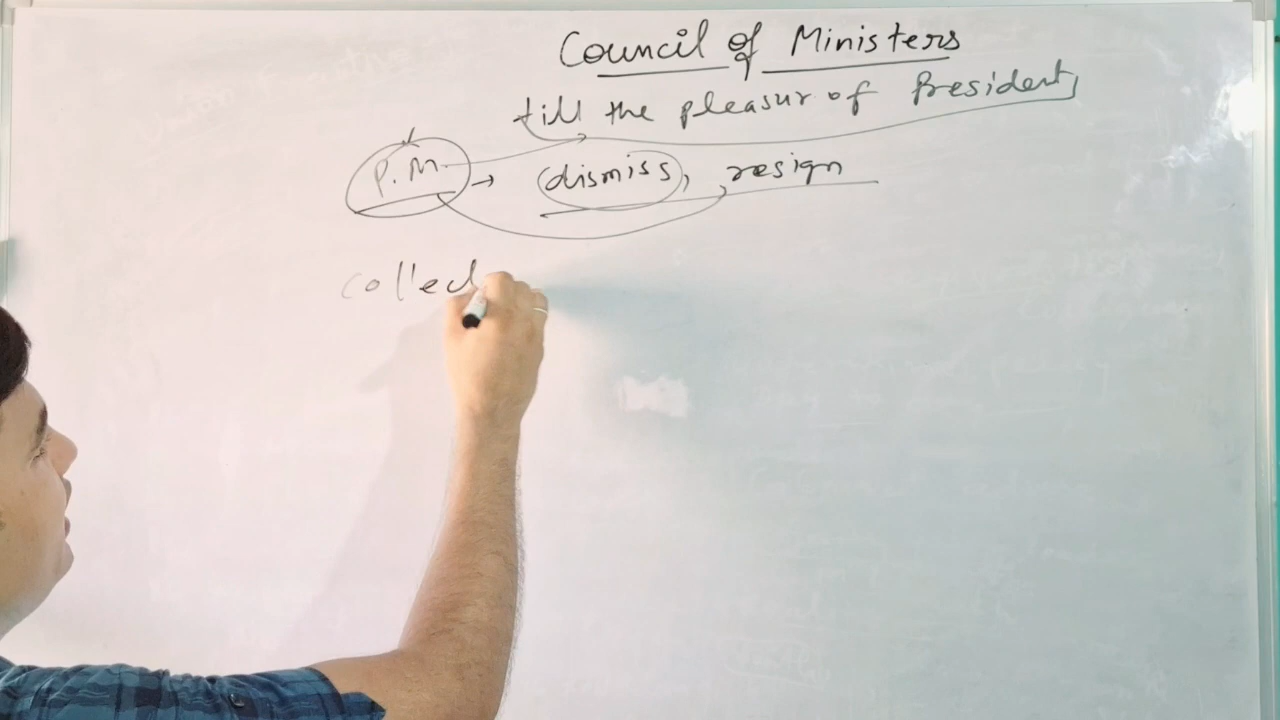 Council of Ministers
till the pleasur of President
P.M. → dismiss, resign
collect